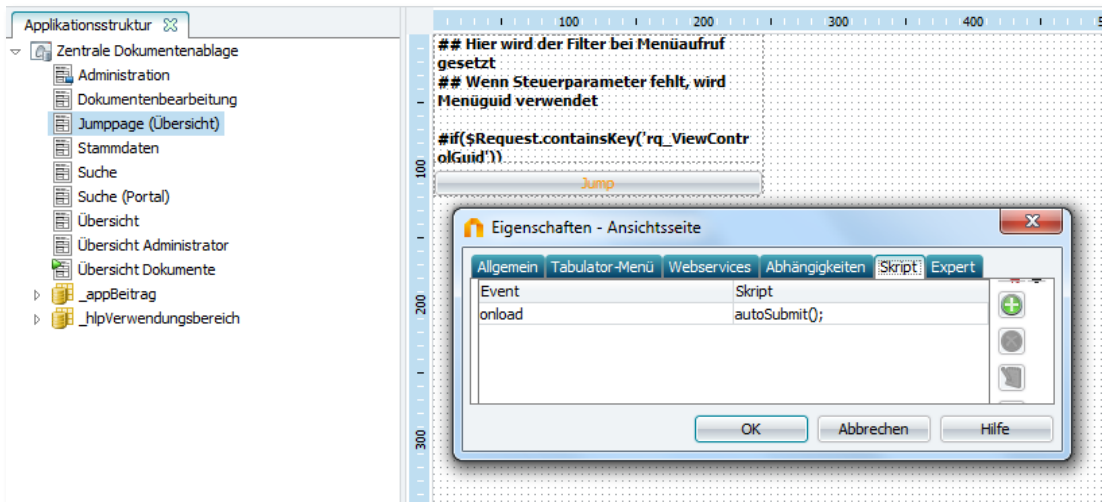 Applikationsstruktur
Zentrale Dokumentenablage
Administration
Dokumentenbearbeitung
Jumppage (Übersicht)
Stammdaten
Suche
Suche (Portal)
Übersicht
Übersicht Administrator
Übersicht Dokumente
_appBeitrag
_hlpVerwendungsbereich
100 200 300 400 5
100
200
300
## Hier wird der Filter bei Menüaufruf
gesetzt
## Wenn Steuerparameter fehlt, wird
Menüguid verwendet
#if($Request.containsKey('rq_ViewContr
olGuid'))
Jump
Eigenschaften - Ansichtsseite
Allgemein Tabulator-Menü Webservices Abhängigkeiten Skript Expert
Event Skript
onload autoSubmit();
OK Abbrechen Hilfe